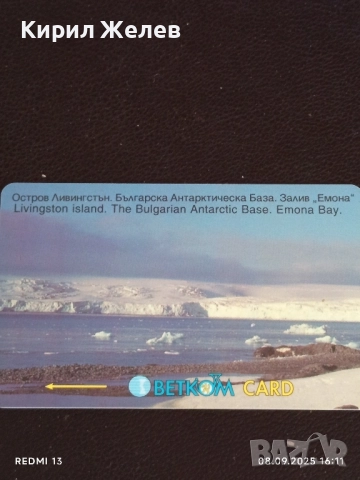 Кирил Желев
Остров Ливингстън. Българска Антарктическа База. Залив „Емона"
Livingston island. The Bulgarian Antarctic Base. Emona Bay.
BETKOM CARD
BAZAR
REDMI 13
08.09.2025 16:11